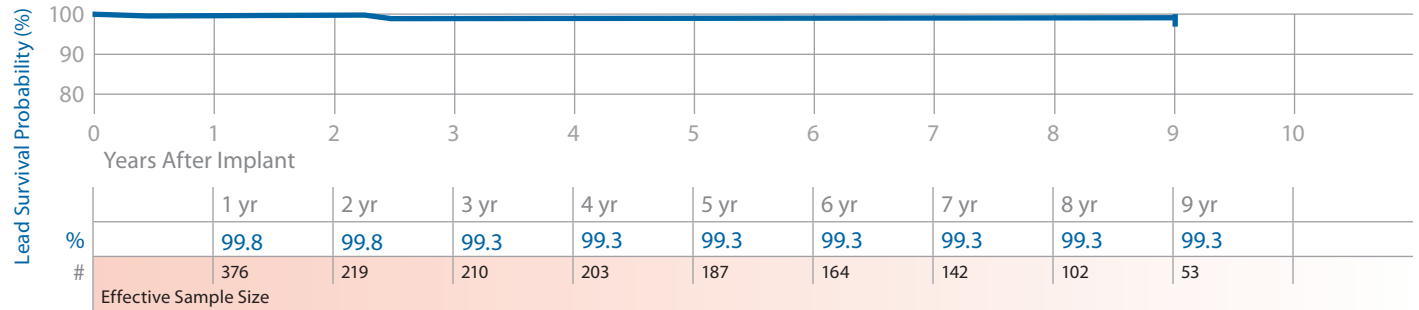 Lead Survival Probability (%)
100
90
80
0 1 2 3 4 5 6 7 8 9 10
Years After Implant
1 yr 2 yr 3 yr 4 yr 5 yr 6 yr 7 yr 8 yr 9 yr
% 99.8 99.8 99.3 99.3 99.3 99.3 99.3 99.3 99.3
# 376 219 210 203 187 164 142 102 53
Effective Sample Size